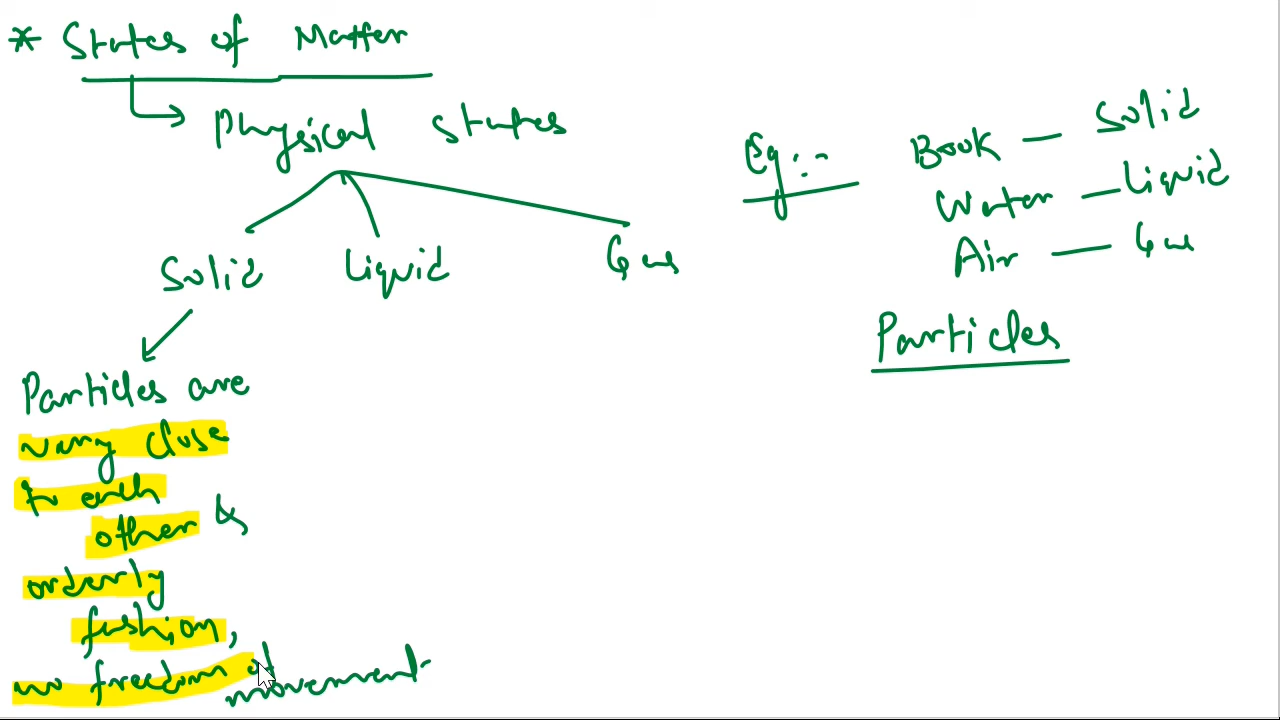 * States of Matter
Physical states
Solid Liquid Gas
Particles are
very close
to each
other &
orderly
fashion,
no freedom of
movement.
Eg:-
Book — Solid
Water — Liquid
Air — Gas
Particles